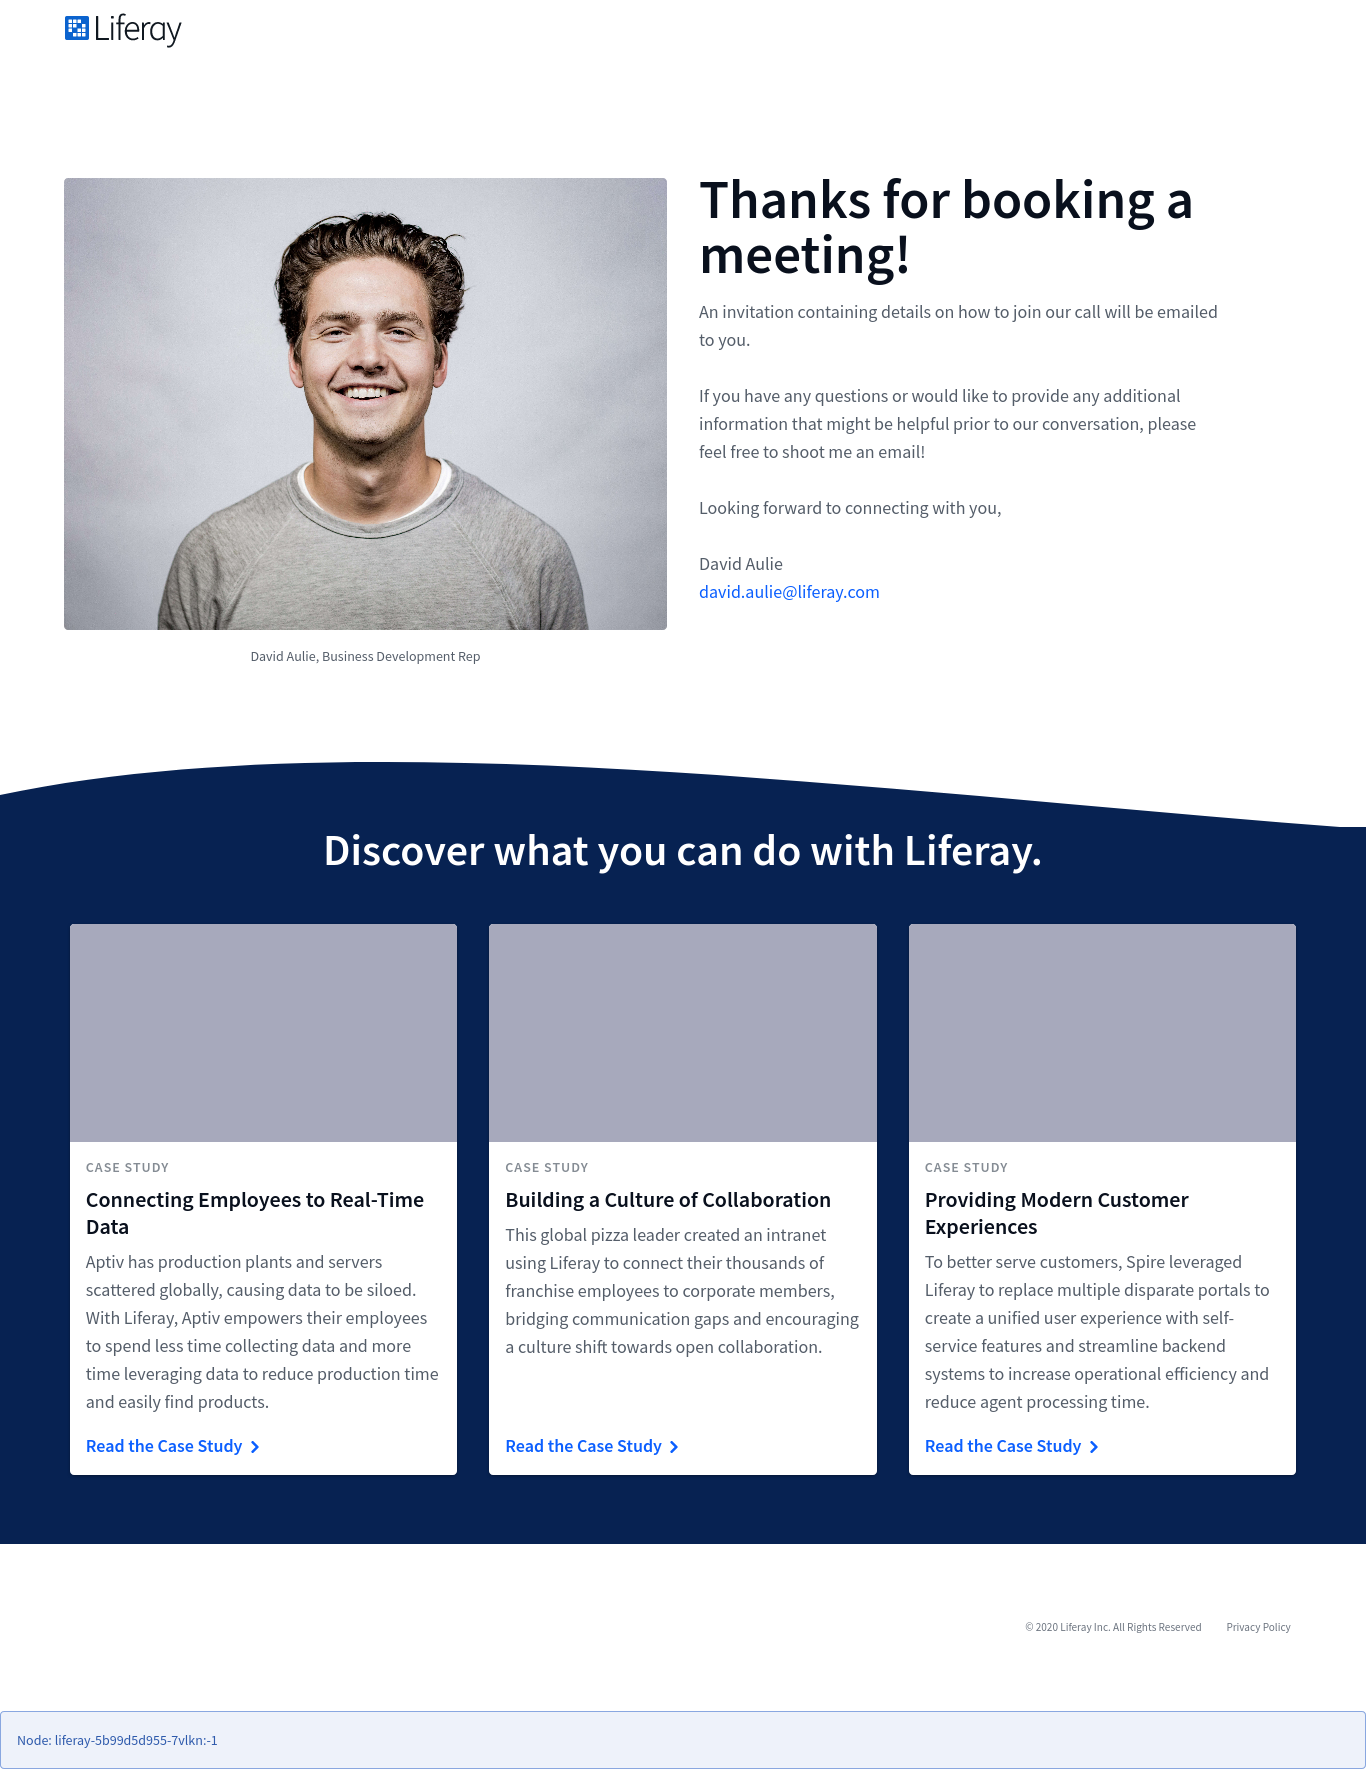 Liferay
Thanks for booking a
meeting!
An invitation containing details on how to join our call will be emailed
to you.
If you have any questions or would like to provide any additional
information that might be helpful prior to our conversation, please
feel free to shoot me an email!
Looking forward to connecting with you,
David Aulie
david.aulie@liferay.com
David Aulie, Business Development Rep
Discover what you can do with Liferay.
CASE STUDY
Connecting Employees to Real-Time
Data
Aptiv has production plants and servers
scattered globally, causing data to be siloed.
With Liferay, Aptiv empowers their employees
to spend less time collecting data and more
time leveraging data to reduce production time
and easily find products.
Read the Case Study
CASE STUDY
Building a Culture of Collaboration
This global pizza leader created an intranet
using Liferay to connect their thousands of
franchise employees to corporate members,
bridging communication gaps and encouraging
a culture shift towards open collaboration.
Read the Case Study
CASE STUDY
Providing Modern Customer
Experiences
To better serve customers, Spire leveraged
Liferay to replace multiple disparate portals to
create a unified user experience with self-
service features and streamline backend
systems to increase operational efficiency and
reduce agent processing time.
Read the Case Study
© 2020 Liferay Inc. All Rights Reserved Privacy Policy
Node: liferay-5b99d5d955-7vlkn:-1